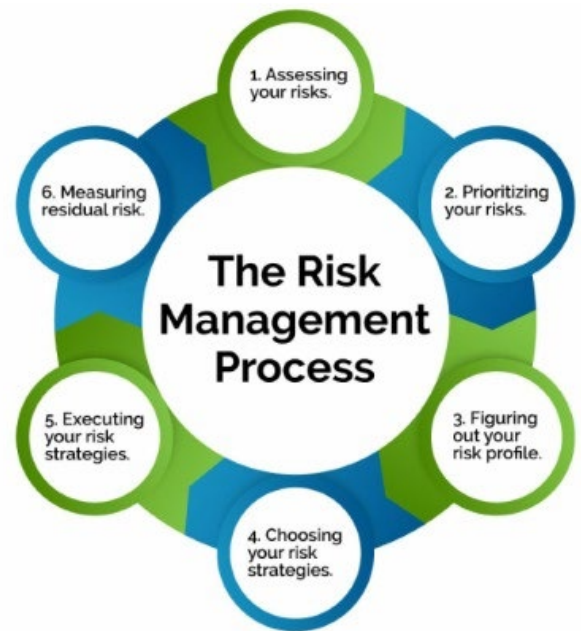 1. Assessing
your risks.
2. Prioritizing
your risks.
3. Figuring
out your
risk profile.
4. Choosing
your risk
strategies.
5. Executing
your risk
strategies.
6. Measuring
residual risk.
The Risk
Management
Process